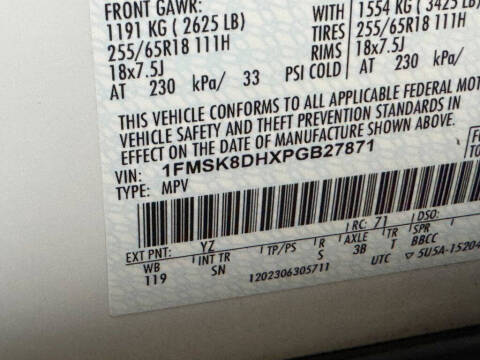 FRONT GAWR:
1191 KG ( 2625 LB) WITH 1554 KG ( 3425 LB)
255/65R18 111H TIRES 255/65R18 111H
18x7.5J RIMS 18x7.5J
AT 230 kPa/ 33 PSI COLD AT 230 kPa/
THIS VEHICLE CONFORMS TO ALL APPLICABLE FEDERAL
VEHICLE SAFETY AND THEFT PREVENTION STANDARDS IN
EFFECT ON THE DATE OF MANUFACTURE SHOWN ABOVE.
VIN: 1FMSK8DHXPGB27871
TYPE: MPV
EXT PNT: YZ RC: 71 DSO:
WB INT TR TP/PS R AXLE T SPR
119 SN S 3B BBCC
1202306305711 UTC ▽5U5A-15204